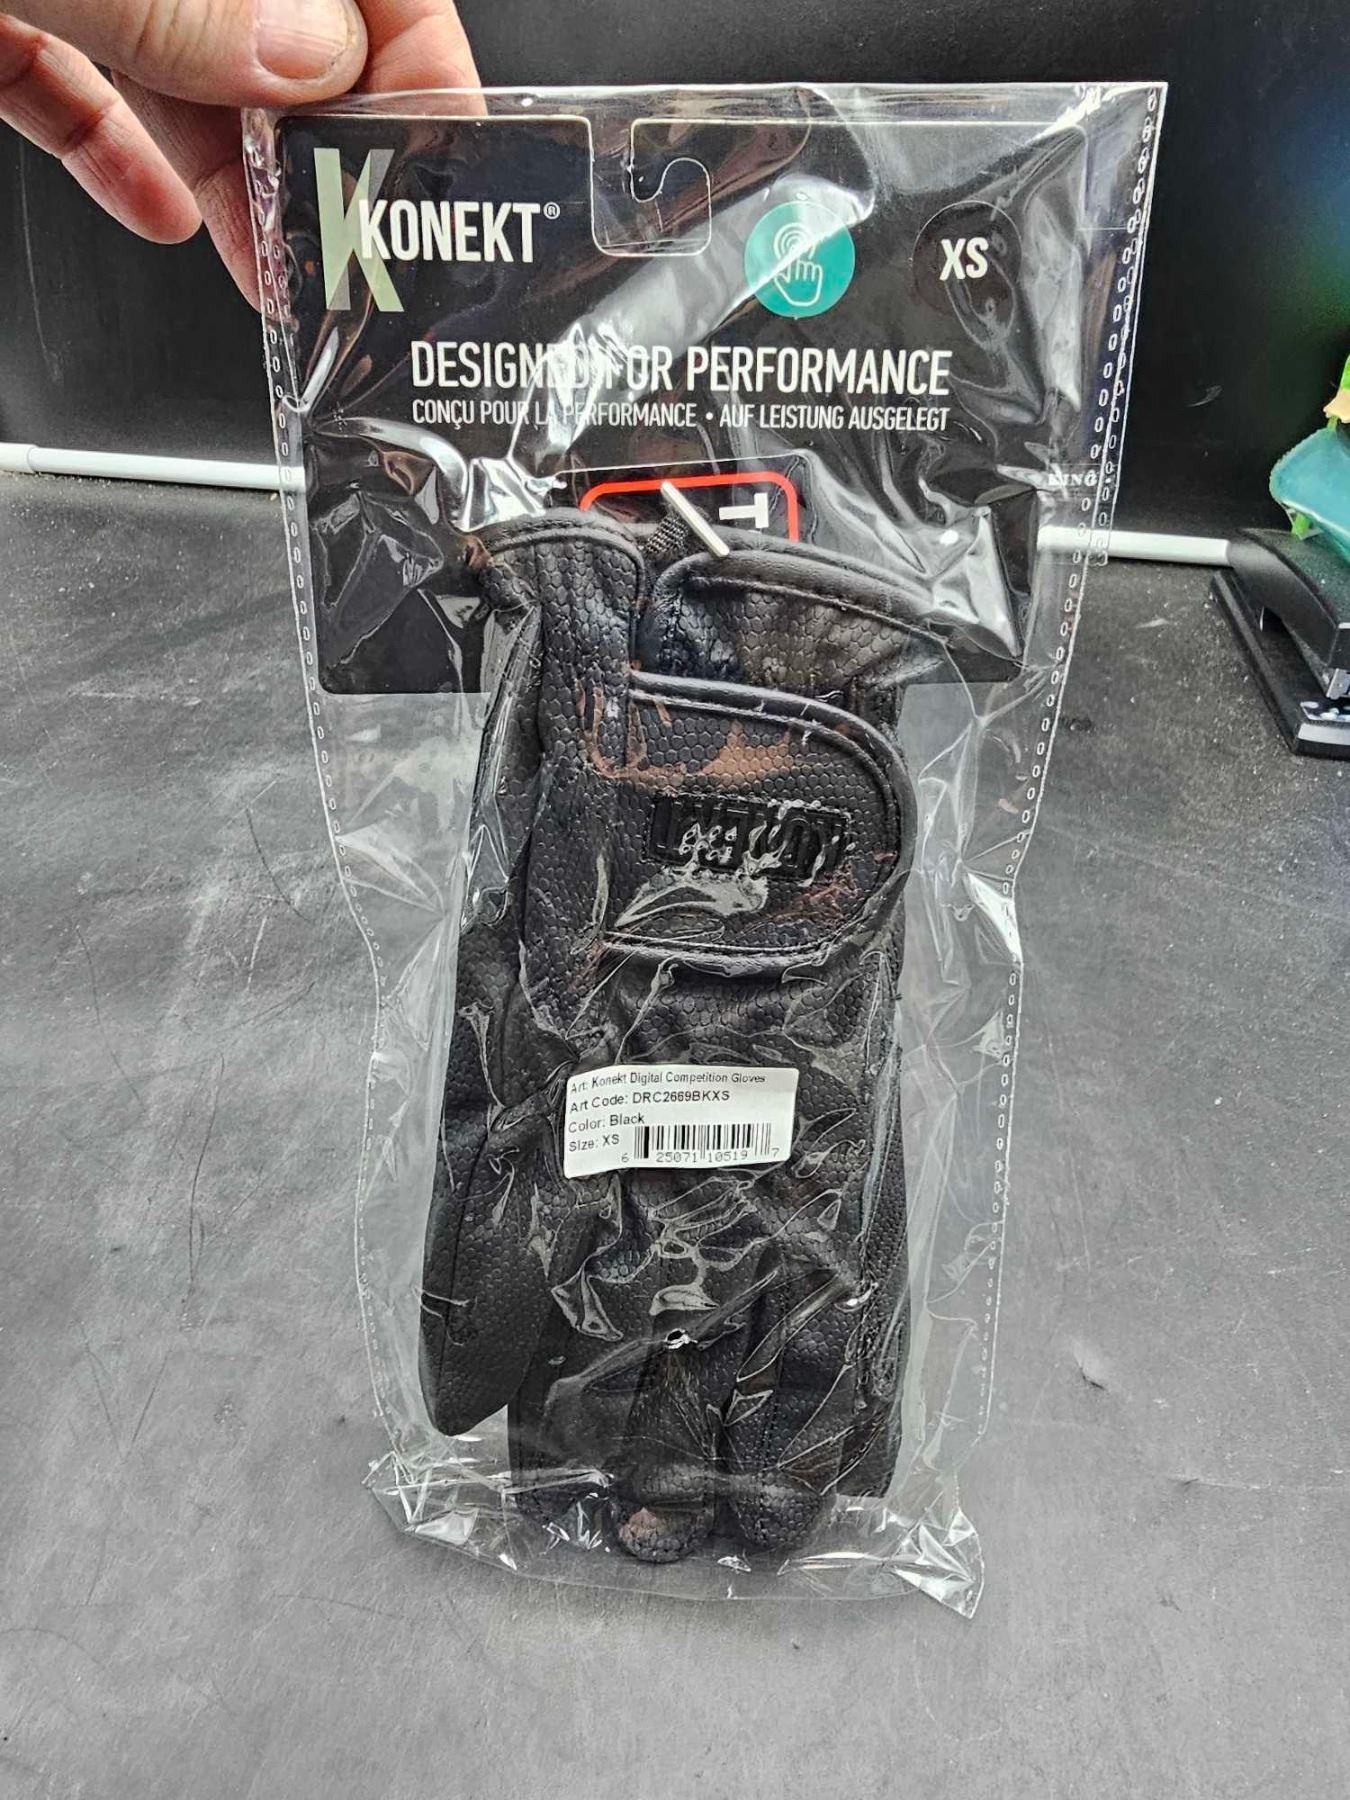 KONEKT®
XS
DESIGNED FOR PERFORMANCE
CONÇU POUR LA PERFORMANCE • AUF LEISTUNG AUSGELEGT
T
KING
Art: Konekt Digital Competition Gloves
Art Code: DRC2669BKXS
Color: Black
Size: XS
6 25071 10519 7